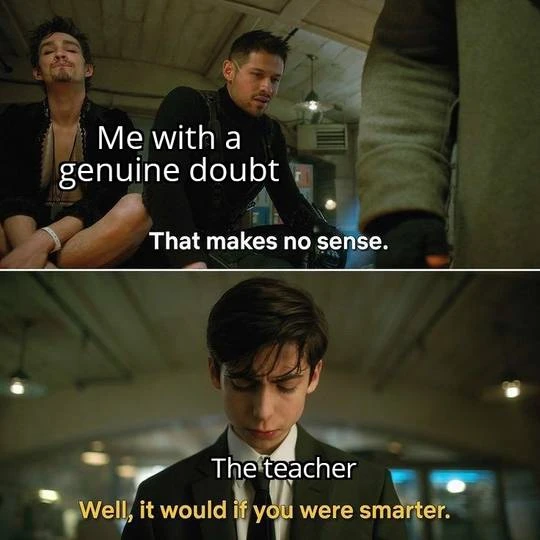 Me with a
genuine doubt
That makes no sense.
The teacher
Well, it would if you were smarter.